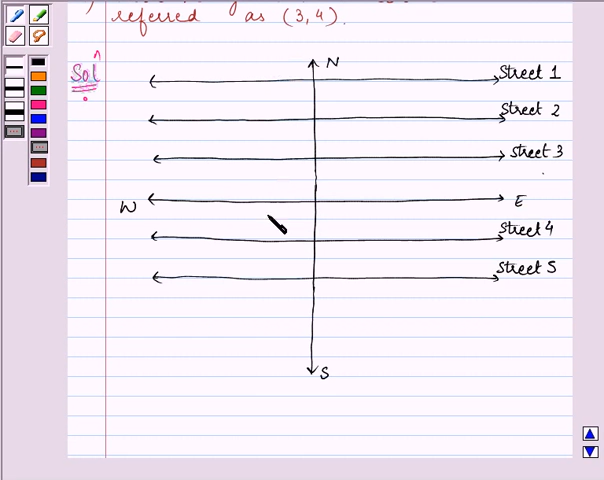 referred as (3,4).
Sol^n
N
Street 1
Street 2
Street 3
W
E
Street 4
Street 5
S